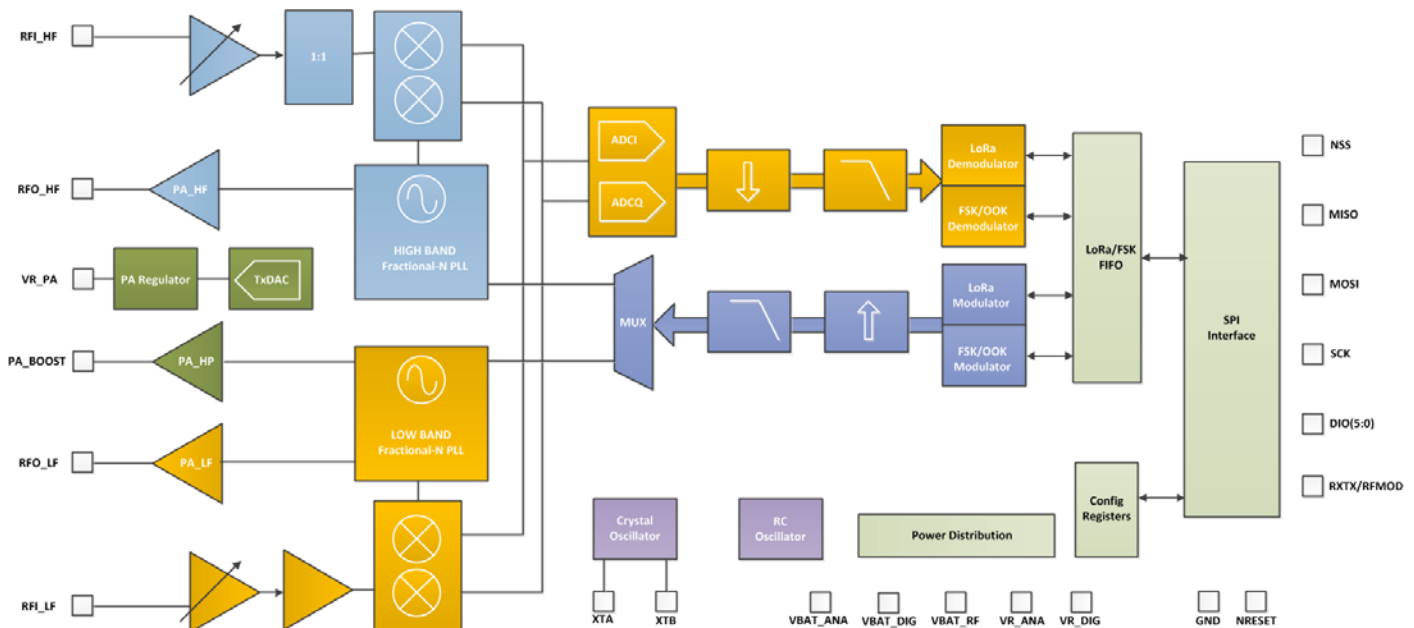 RFI_HF
1:1
RFO_HF
PA_HF
HIGH BAND
Fractional-N PLL
VR_PA
PA Regulator
TxDAC
PA_BOOST
PA_HP
LOW BAND
Fractional-N PLL
RFO_LF
PA_LF
RFI_LF
ADCI
ADCQ
LoRa
Demodulator
FSK/OOK
Demodulator
MUX
LoRa
Modulator
FSK/OOK
Modulator
LoRa/FSK
FIFO
SPI
Interface
NSS
MISO
MOSI
SCK
DIO(5:0)
RXTX/RFMOD
Crystal
Oscillator
RC
Oscillator
Power Distribution
Config
Registers
XTA
XTB
VBAT_ANA
VBAT_DIG
VBAT_RF
VR_ANA
VR_DIG
GND
NRESET